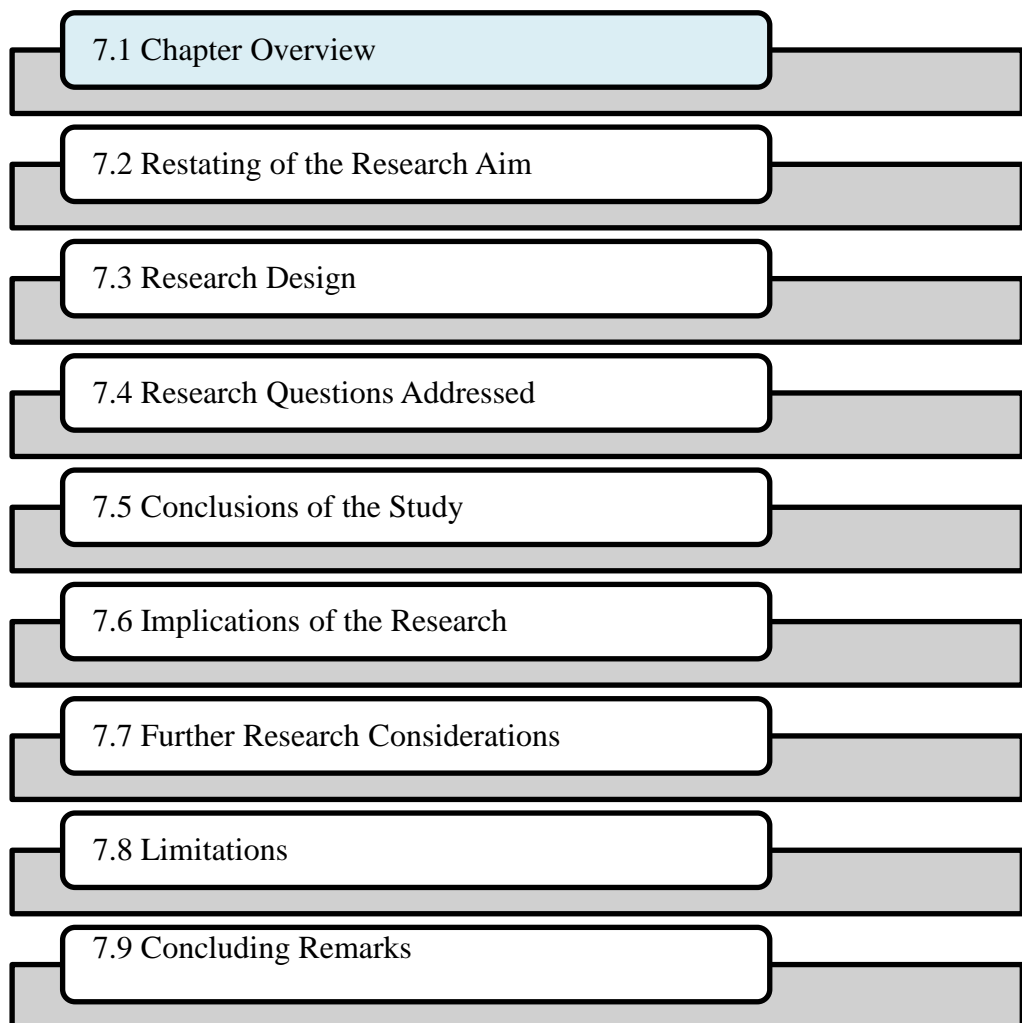 7.1 Chapter Overview
7.2 Restating of the Research Aim
7.3 Research Design
7.4 Research Questions Addressed
7.5 Conclusions of the Study
7.6 Implications of the Research
7.7 Further Research Considerations
7.8 Limitations
7.9 Concluding Remarks